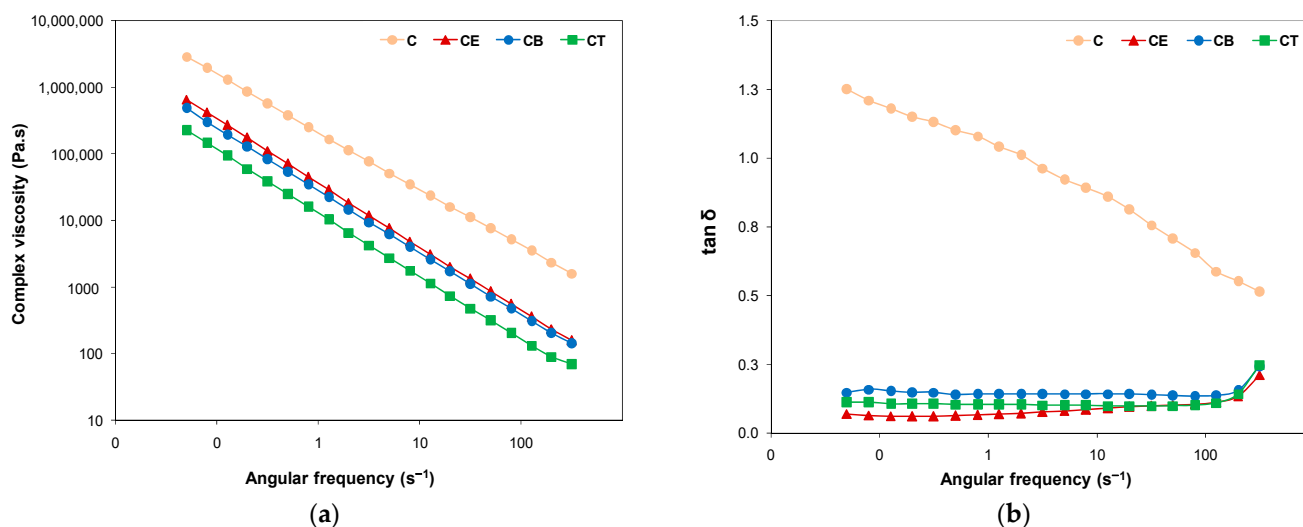 C CE CB CT
Complex viscosity (Pa.s)
10,000,000
1,000,000
100,000
10,000
1000
100
10
0 0 1 10 100
Angular frequency (s⁻¹)
(a)
C CE CB CT
tan δ
1.5
1.3
1.0
0.8
0.5
0.3
0.0
0 0 1 10 100
Angular frequency (s⁻¹)
(b)